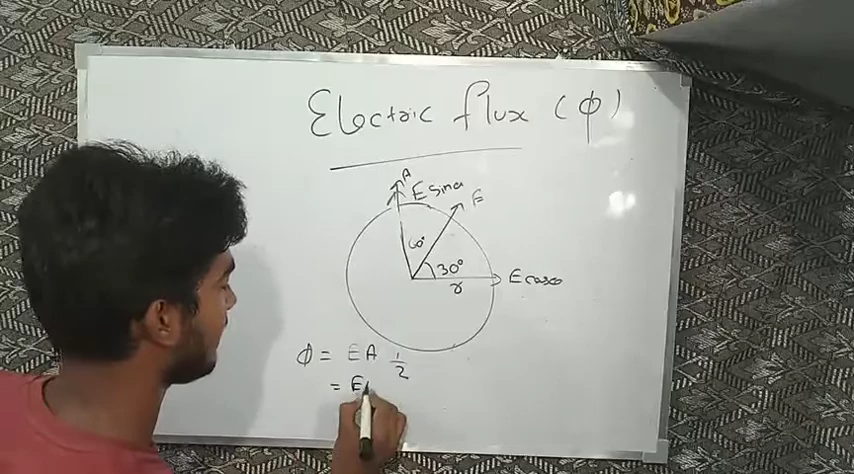 Electric flux (ϕ)
A
E sinα
E
60°
30°
r
E cosα
ϕ = EA 1/2
= E